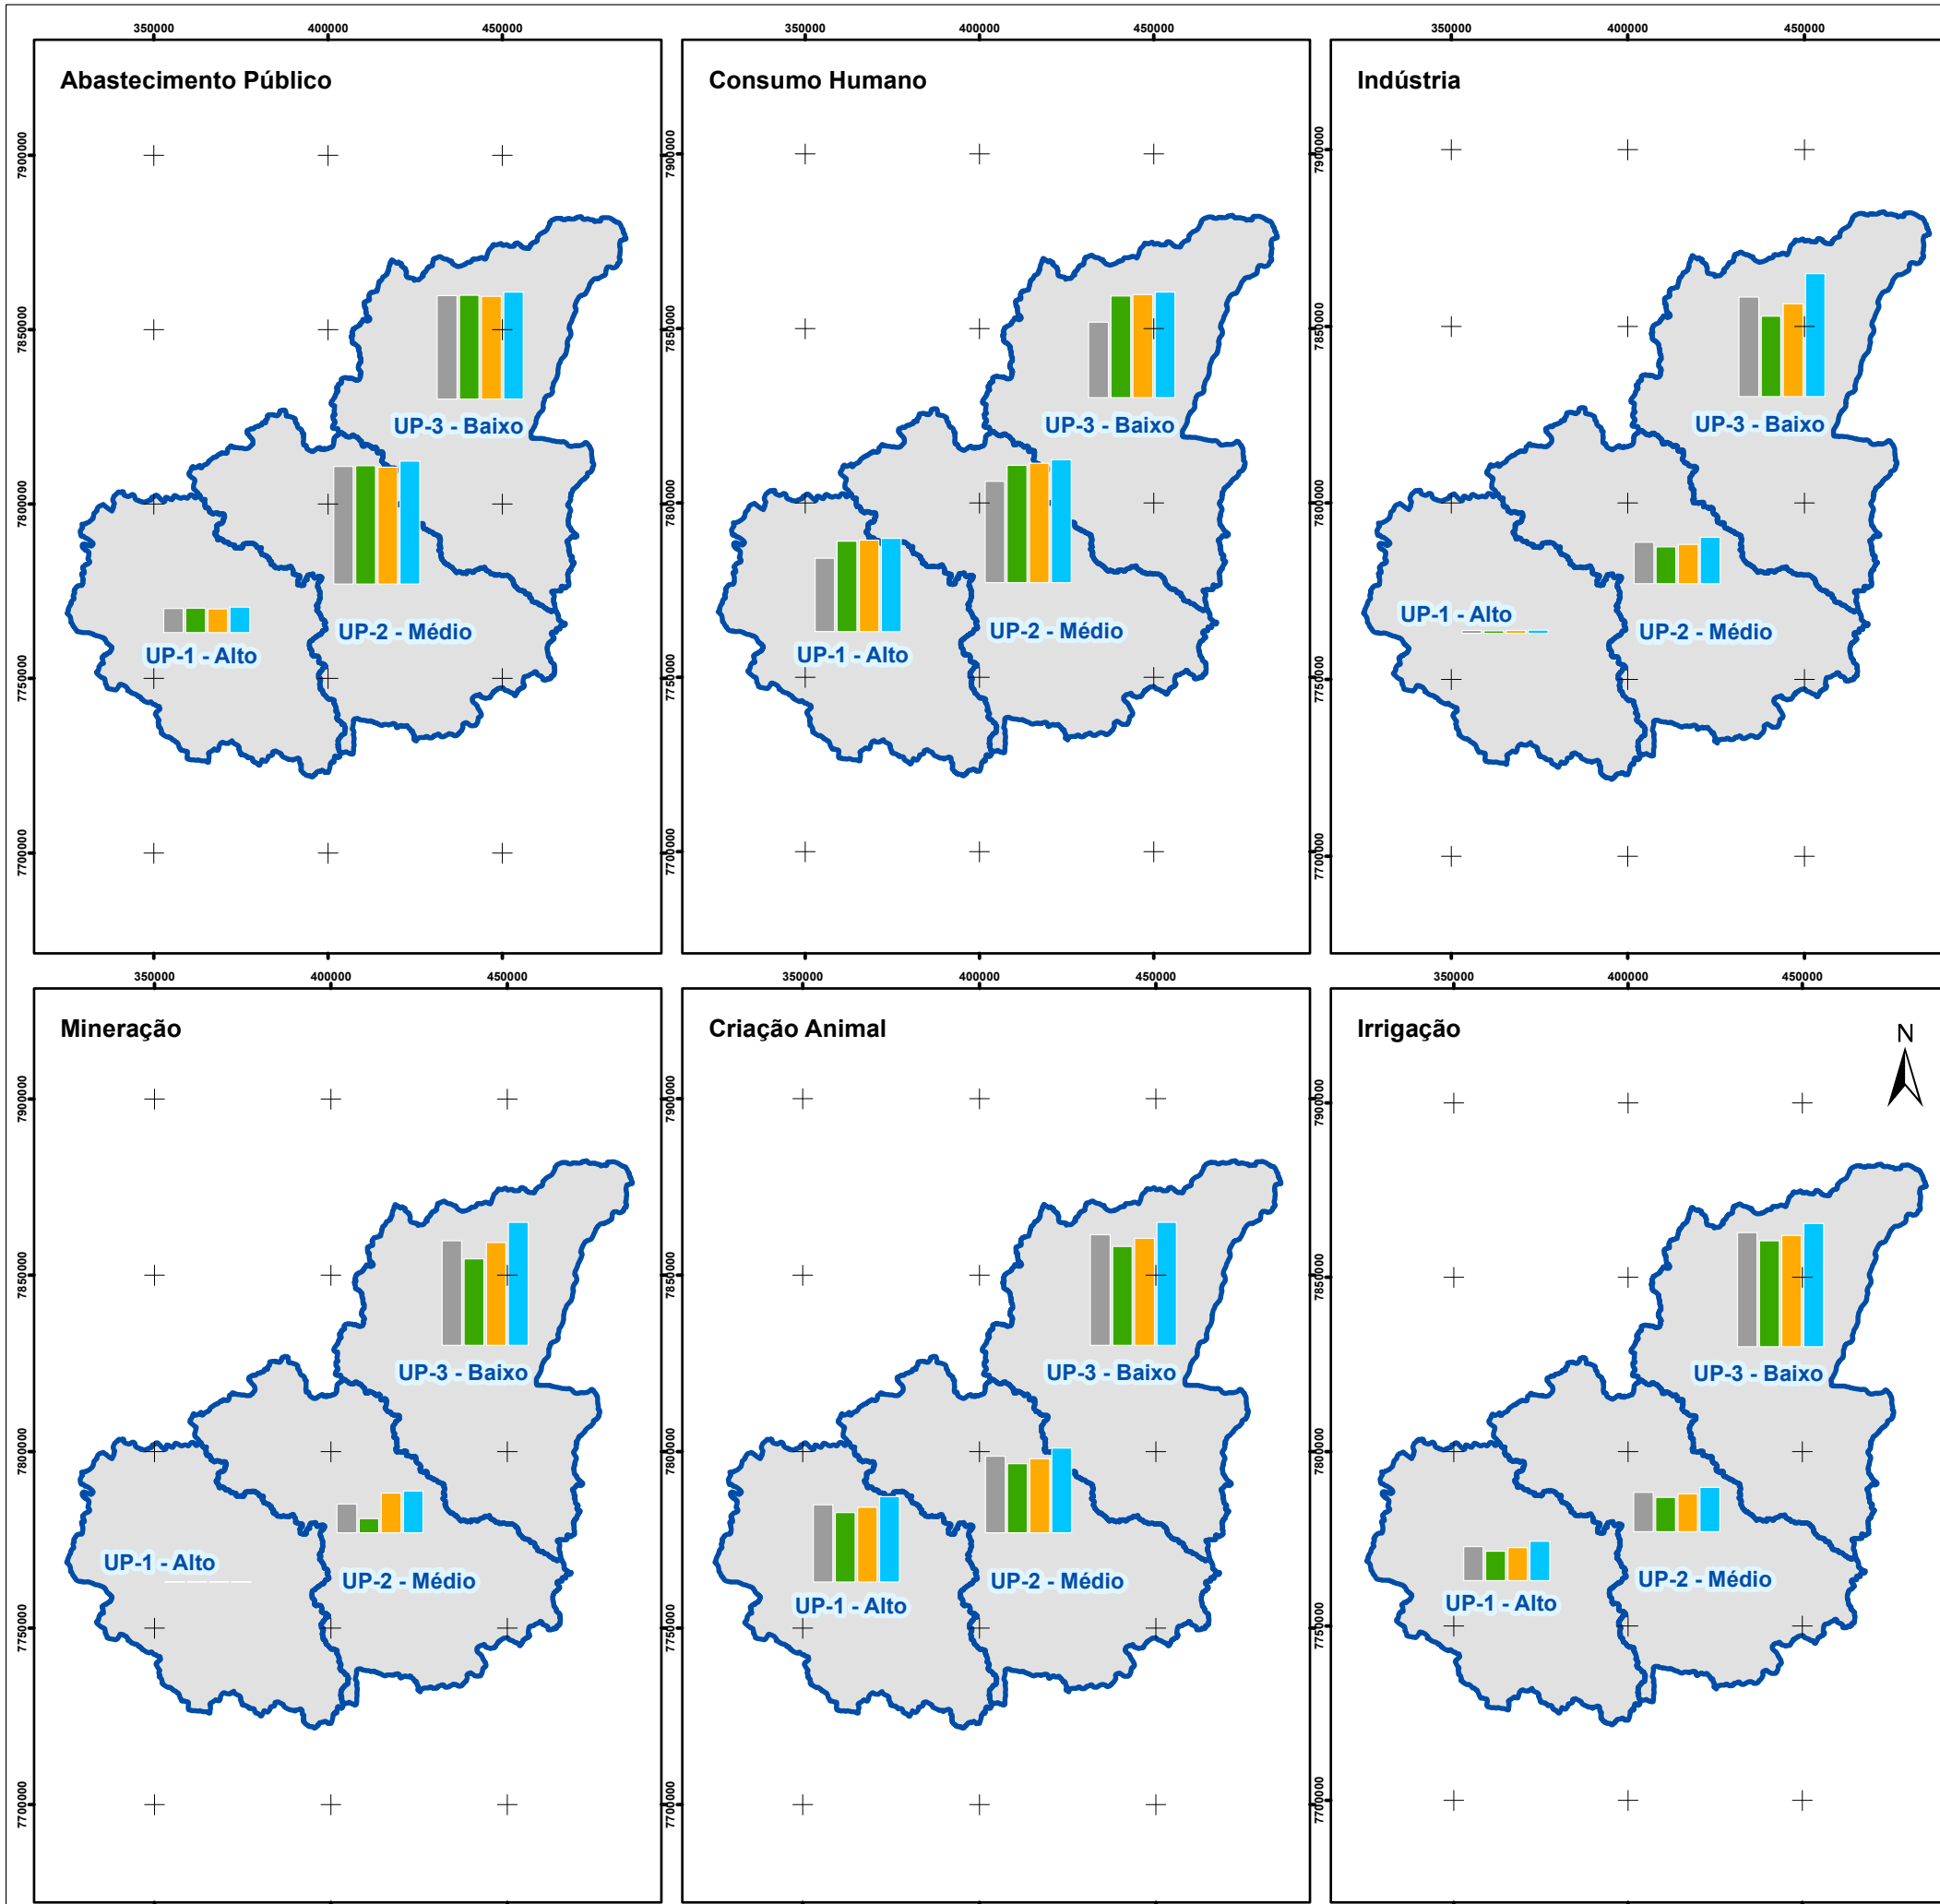 350000 400000 450000 350000 400000 450000 350000 400000 450000
Abastecimento Público
7900000
7850000
7800000
7750000
7700000
UP-3 - Baixo
UP-2 - Médio
UP-1 - Alto
Consumo Humano
7900000
7850000
7800000
7750000
7700000
UP-3 - Baixo
UP-2 - Médio
UP-1 - Alto
Indústria
7900000
7850000
7800000
7750000
7700000
UP-3 - Baixo
UP-1 - Alto
UP-2 - Médio
350000 400000 450000 350000 400000 450000 350000 400000 450000
Mineração
7900000
7850000
7800000
7750000
7700000
UP-3 - Baixo
UP-1 - Alto
UP-2 - Médio
Criação Animal
7900000
7850000
7800000
7750000
7700000
UP-3 - Baixo
UP-2 - Médio
UP-1 - Alto
Irrigação
N
7900000
7850000
7800000
7750000
7700000
UP-3 - Baixo
UP-2 - Médio
UP-1 - Alto